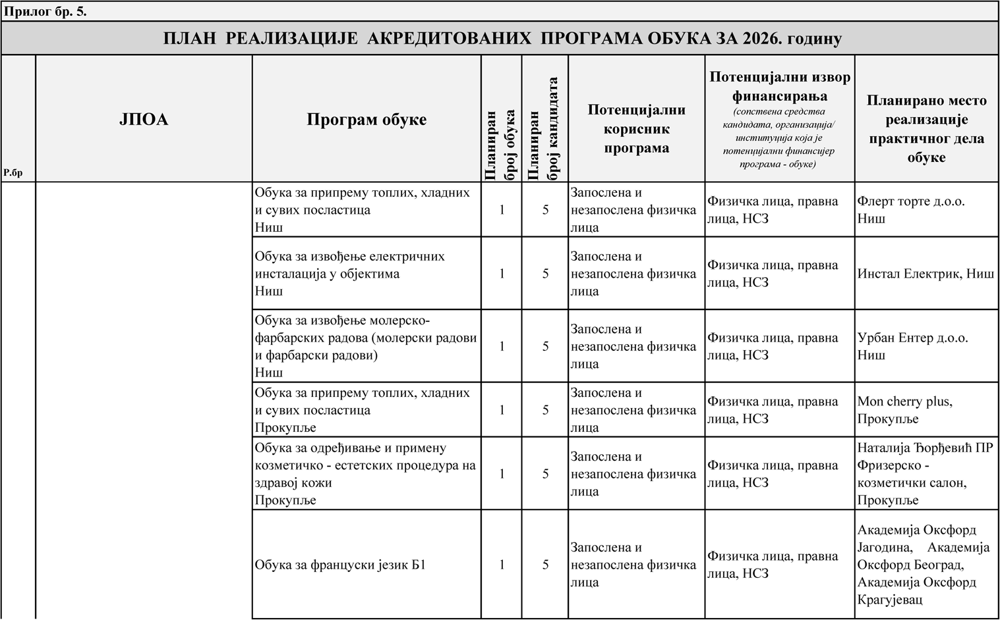 Прилог бр. 5.
ПЛАН РЕАЛИЗАЦИЈЕ АКРЕДИТОВАНИХ ПРОГРАМА ОБУКА ЗА 2026. годину
Р.бр
ЈПОА
Програм обуке
Планиран
број обука
Планиран
број кандидата
Потенцијални
корисник
програма
Потенцијални извор
финансирања
(сопствена средства
кандидата, организација/
институција која је
потенцијални финансијер
програма - обуке)
Планирано место
реализације
практичног дела
обуке
Обука за припрему топлих, хладних
и сувих посластица
Ниш
1
5
Запослена и
незапослена физичка
лица
Физичка лица, правна
лица, НСЗ
Флерт торте д.о.о.
Ниш
Обука за извођење електричних
инсталација у објектима
Ниш
1
5
Запослена и
незапослена физичка
лица
Физичка лица, правна
лица, НСЗ
Инстал Електрик, Ниш
Обука за извођење молерско-
фарбарских радова (молерски радови
и фарбарски радови)
Ниш
1
5
Запослена и
незапослена физичка
лица
Физичка лица, правна
лица, НСЗ
Урбан Ентер д.о.о.
Ниш
Обука за припрему топлих, хладних
и сувих посластица
Прокупље
1
5
Запослена и
незапослена физичка
лица
Физичка лица, правна
лица, НСЗ
Mon cherry plus,
Прокупље
Обука за одређивање и примену
козметичко - естетских процедура на
здравој кожи
Прокупље
1
5
Запослена и
незапослена физичка
лица
Физичка лица, правна
лица, НСЗ
Наталија Ђорђевић ПР
Фризерско -
козметички салон,
Прокупље
Обука за француски језик Б1
1
5
Запослена и
незапослена физичка
лица
Физичка лица, правна
лица, НСЗ
Академија Оксфорд
Јагодина, Академија
Оксфорд Београд,
Академија Оксфорд
Крагујевац